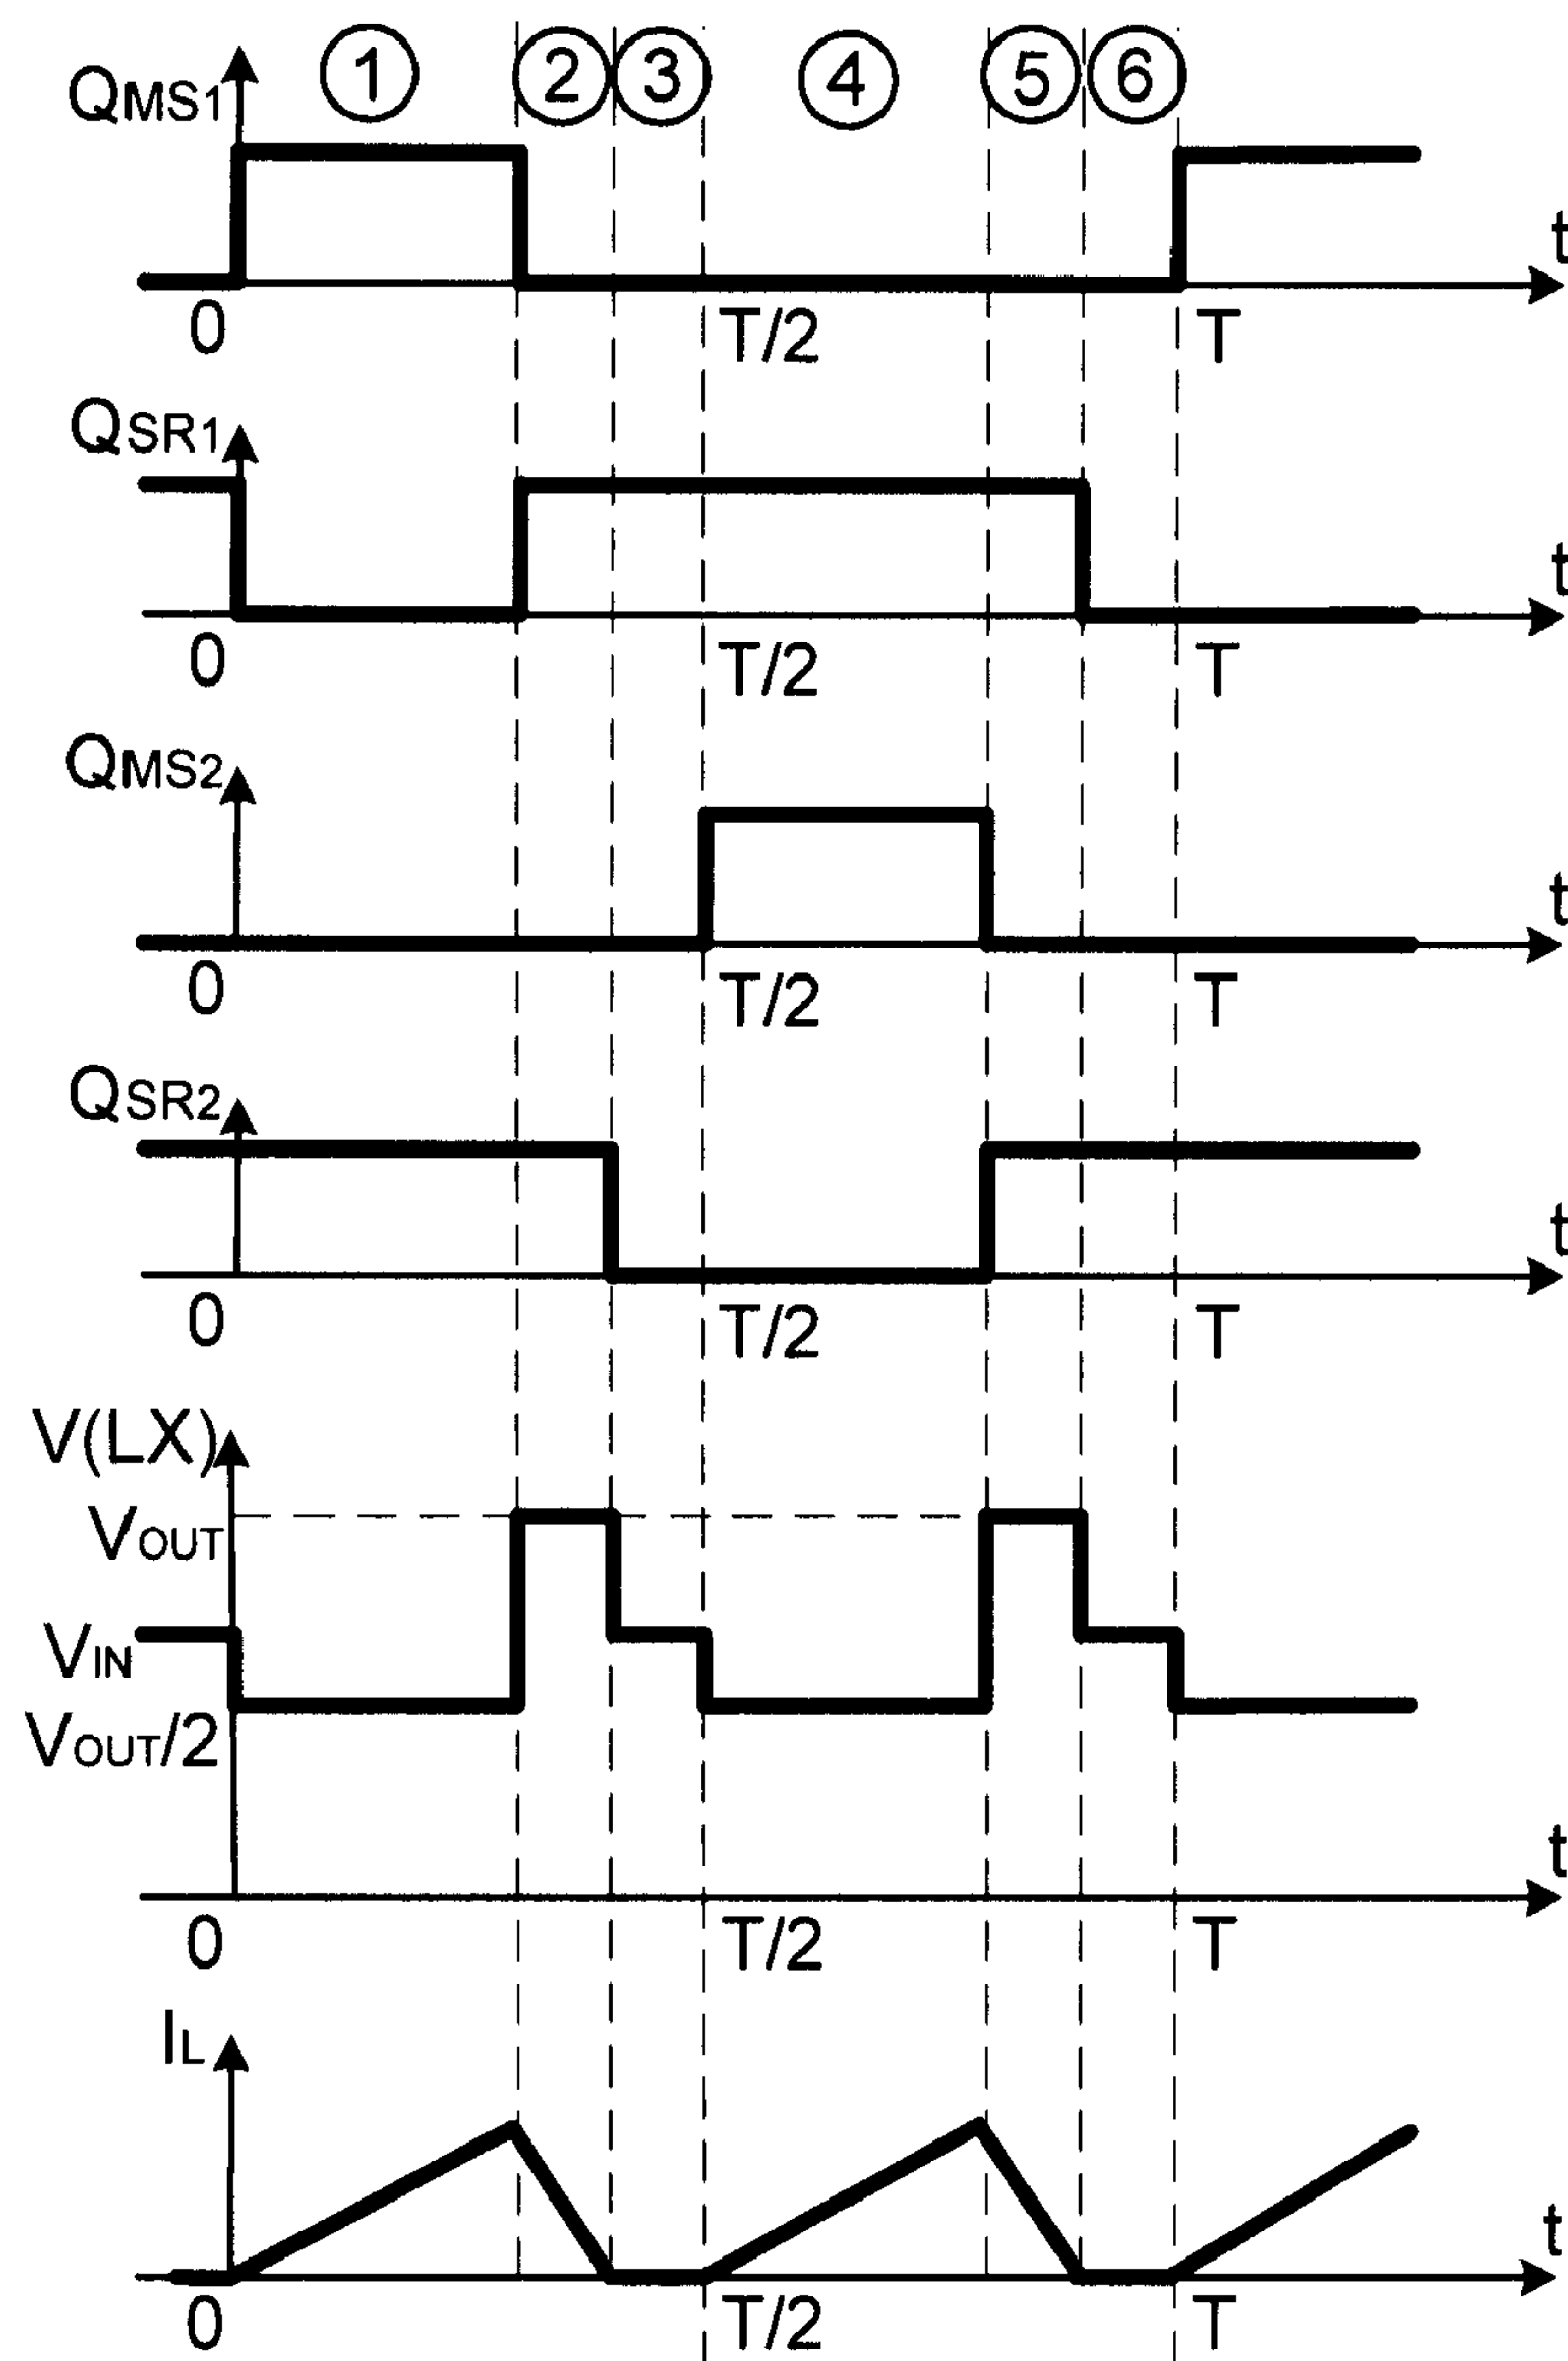 ① ② ③ ④ ⑤ ⑥
QMS1
t
0 T/2 T
QSR1
t
0 T/2 T
QMS2
t
0 T/2 T
QSR2
t
0 T/2 T
V(LX)
VOUT
VIN
VOUT/2
t
0 T/2 T
IL
t
0 T/2 T